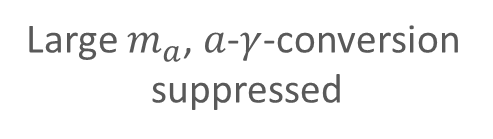 Large 𝑚ₐ, 𝑎-𝛾-conversion
suppressed